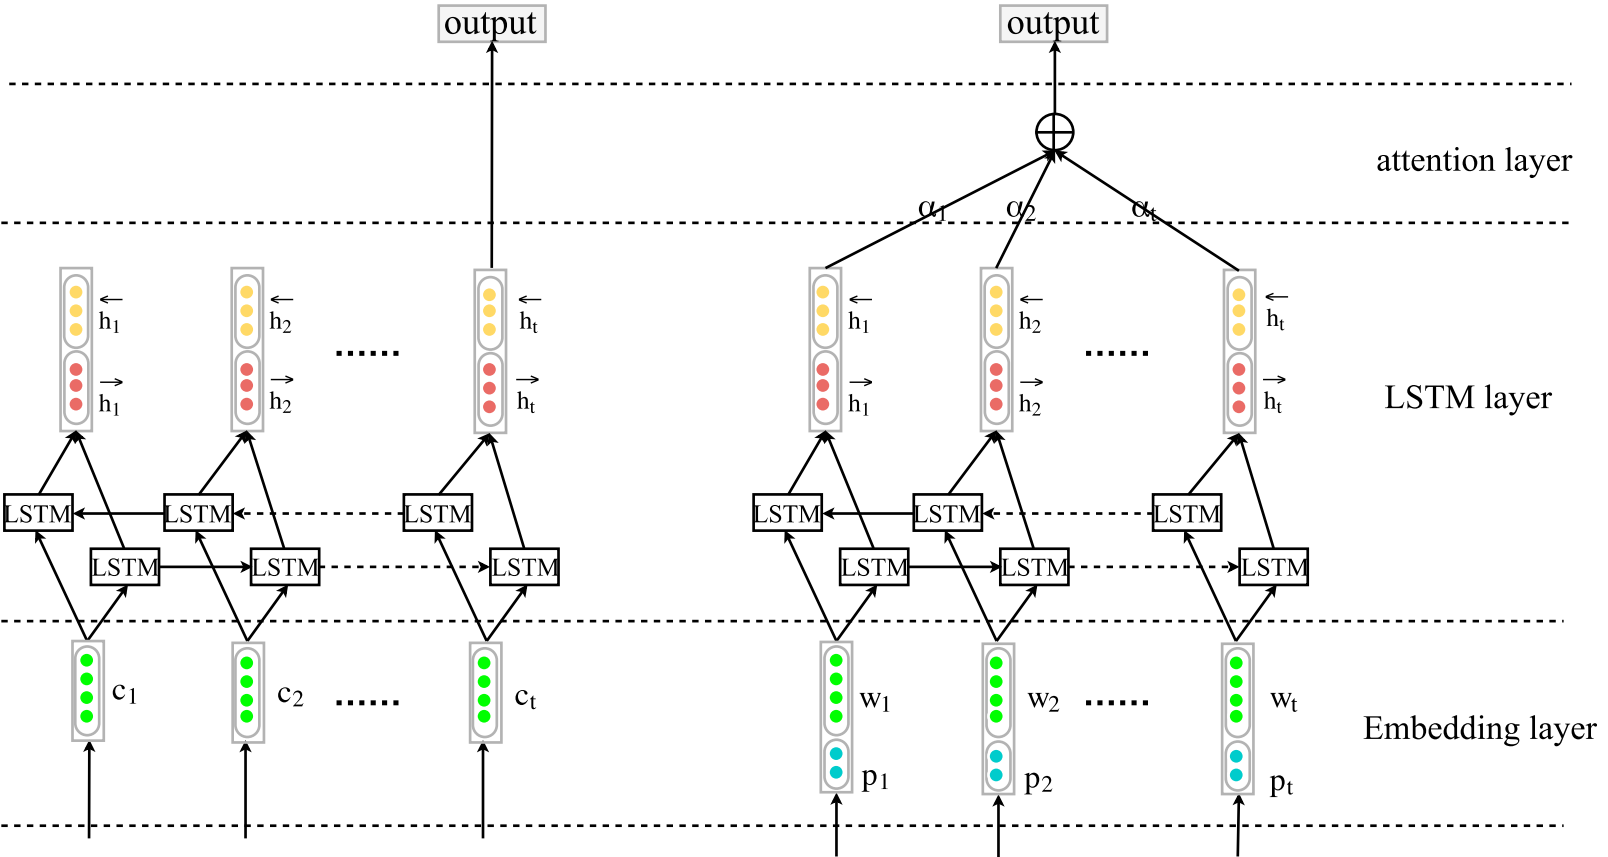 output output
attention layer
α1 α2 αt
←h1 ←h2 ←ht ←h1 ←h2 ←ht
......  ......
→h1 →h2 →ht →h1 →h2 →ht
LSTM layer
LSTM LSTM LSTM LSTM LSTM LSTM
LSTM LSTM LSTM LSTM LSTM LSTM
c1 c2 ...... ct w1 w2 ...... wt
Embedding layer
p1 p2 pt